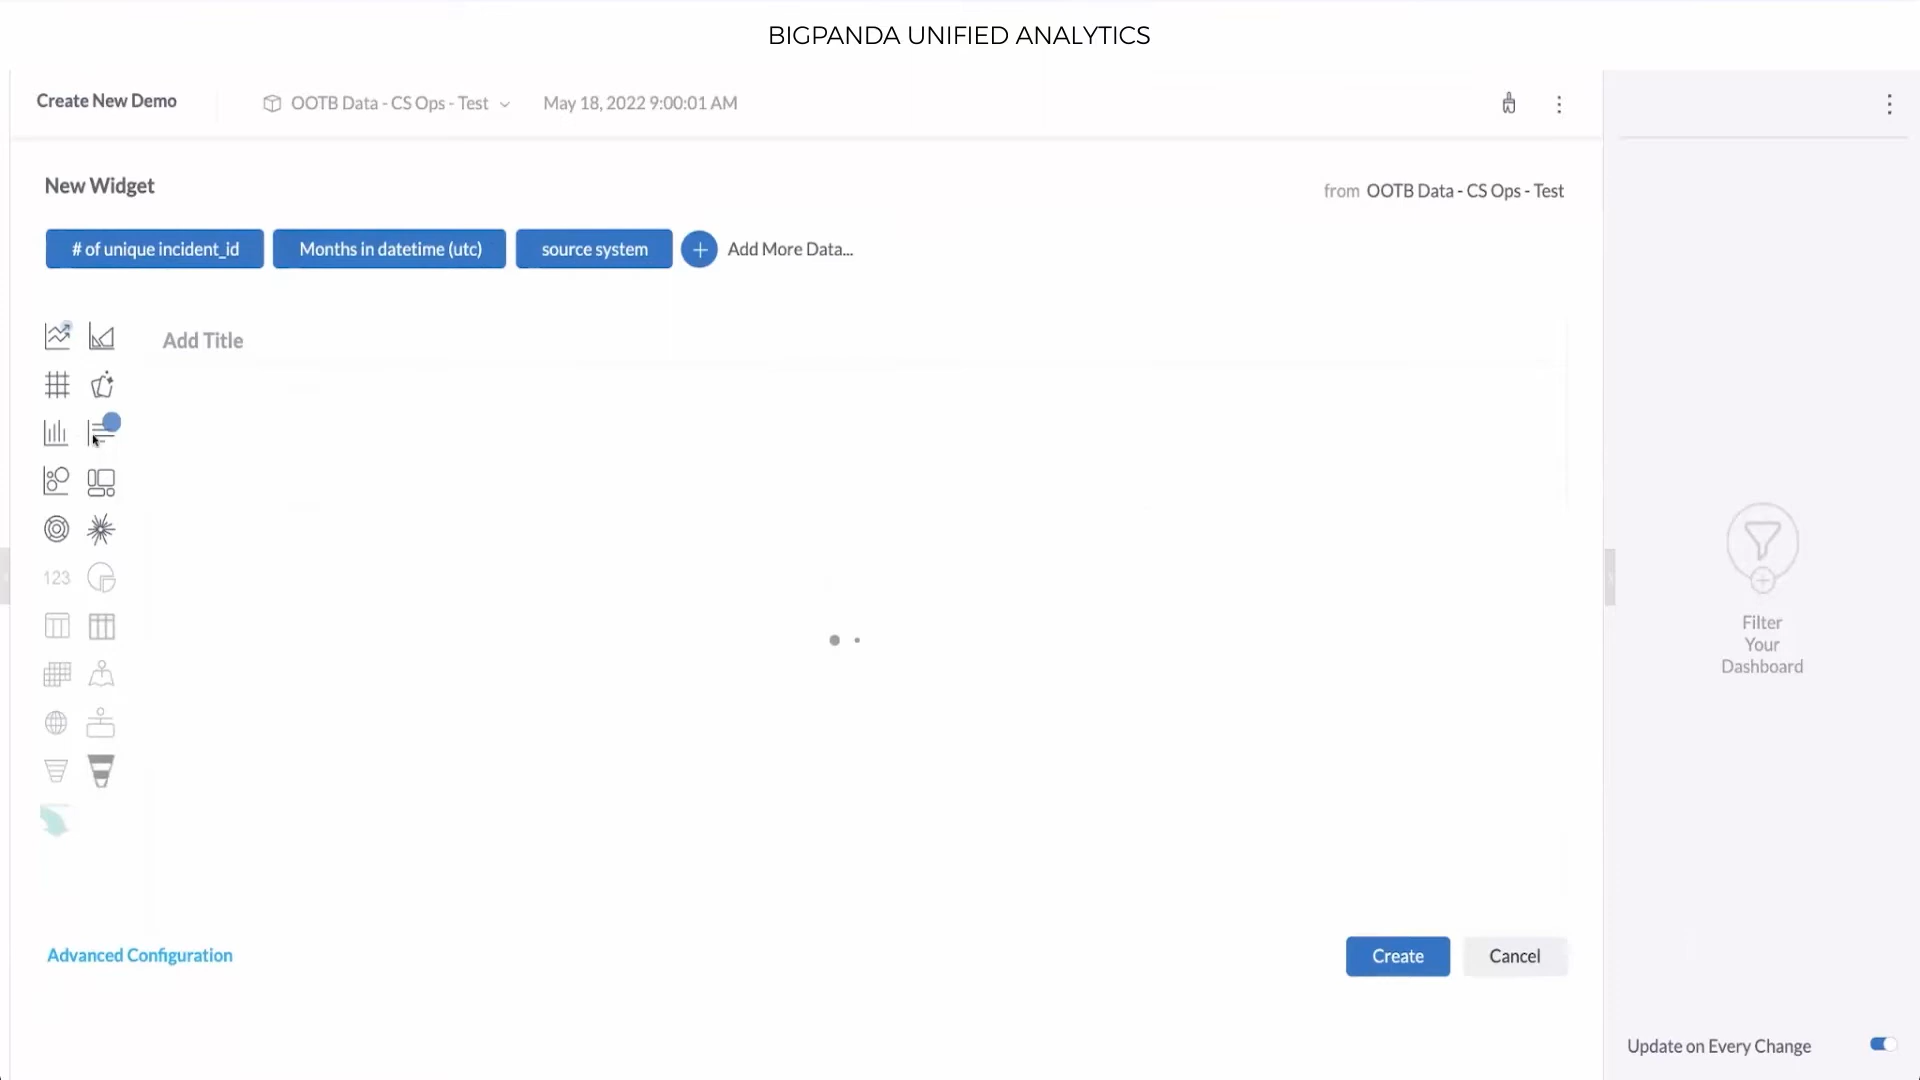 BIGPANDA UNIFIED ANALYTICS
Create New Demo
OOTB Data - CS Ops - Test
May 18, 2022 9:00:01 AM
New Widget
from OOTB Data - CS Ops - Test
# of unique incident_id
Months in datetime (utc)
source system
Add More Data...
Add Title
123
Filter
Your
Dashboard
Advanced Configuration
Create
Cancel
Update on Every Change